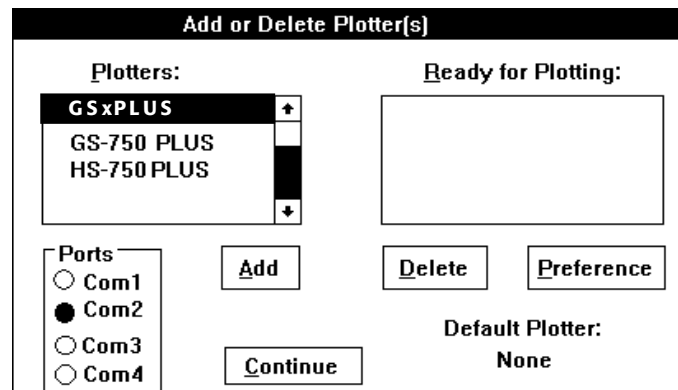 Add or Delete Plotter(s)
Plotters:
GSxPLUS
GS-750 PLUS
HS-750 PLUS
Ready for Plotting:
Ports
Com1
Com2
Com3
Com4
Add
Continue
Delete
Preference
Default Plotter:
None